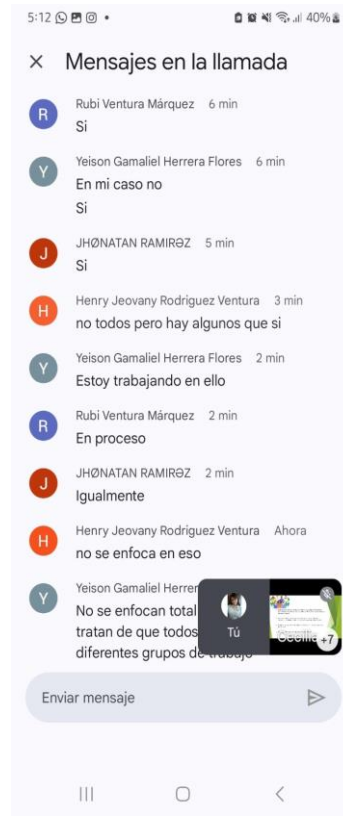 5:12
40%
Mensajes en la llamada
R
Rubi Ventura Márquez 6 min
Si
Y
Yeison Gamaliel Herrera Flores 6 min
En mi caso no
Si
J
JHØNATAN RAMIRƏZ 5 min
Si
H
Henry Jeovany Rodriguez Ventura 3 min
no todos pero hay algunos que si
Y
Yeison Gamaliel Herrera Flores 2 min
Estoy trabajando en ello
R
Rubi Ventura Márquez 2 min
En proceso
J
JHØNATAN RAMIRƏZ 2 min
Igualmente
H
Henry Jeovany Rodriguez Ventura Ahora
no se enfoca en eso
Y
Yeison Gamaliel Herrer
No se enfocan total
tratan de que todos
diferentes grupos de trabajo
Tú
+7
Enviar mensaje